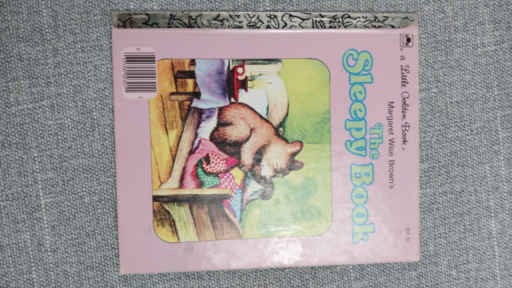 a Little Golden Book
Margaret Wise Brown's
The
Sleepy Book